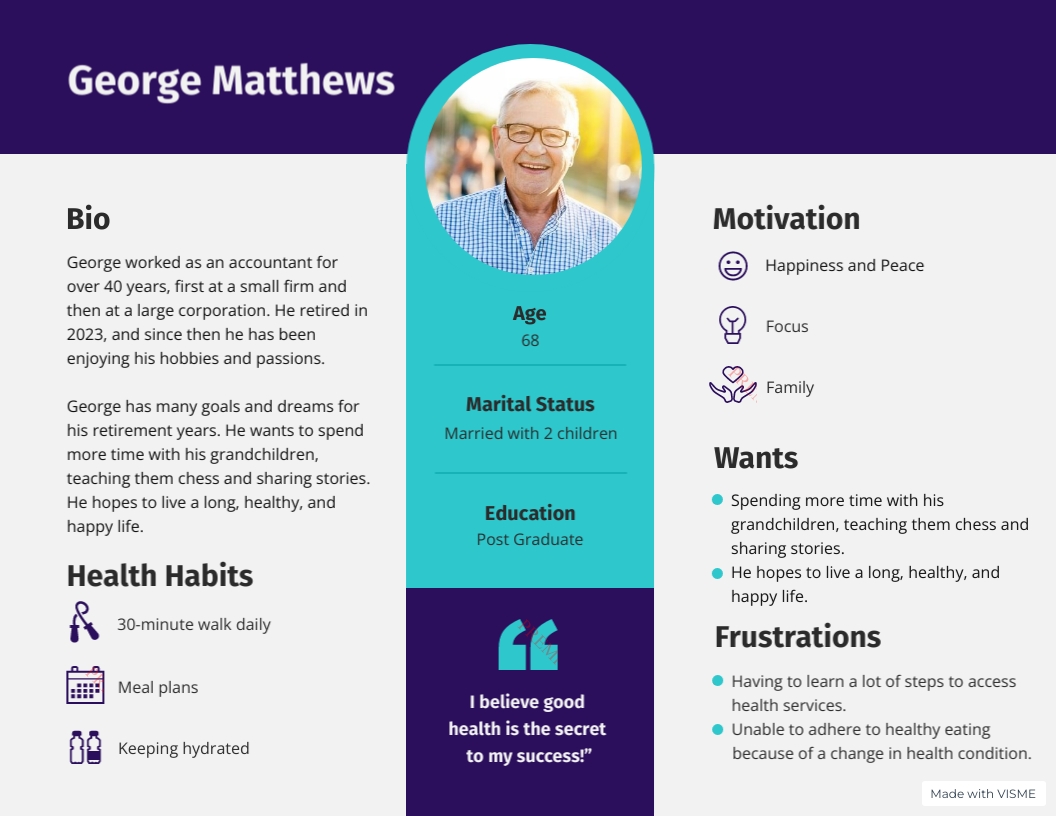 George Matthews
Bio
George worked as an accountant for
over 40 years, first at a small firm and
then at a large corporation. He retired in
2023, and since then he has been
enjoying his hobbies and passions.
George has many goals and dreams for
his retirement years. He wants to spend
more time with his grandchildren,
teaching them chess and sharing stories.
He hopes to live a long, healthy, and
happy life.
Health Habits
30-minute walk daily
Meal plans
Keeping hydrated
Age
68
Marital Status
Married with 2 children
Education
Post Graduate
I believe good
health is the secret
to my success!”
Motivation
Happiness and Peace
Focus
Family
Wants
Spending more time with his
grandchildren, teaching them chess and
sharing stories.
He hopes to live a long, healthy, and
happy life.
Frustrations
Having to learn a lot of steps to access
health services.
Unable to adhere to healthy eating
because of a change in health condition.
Made with VISME